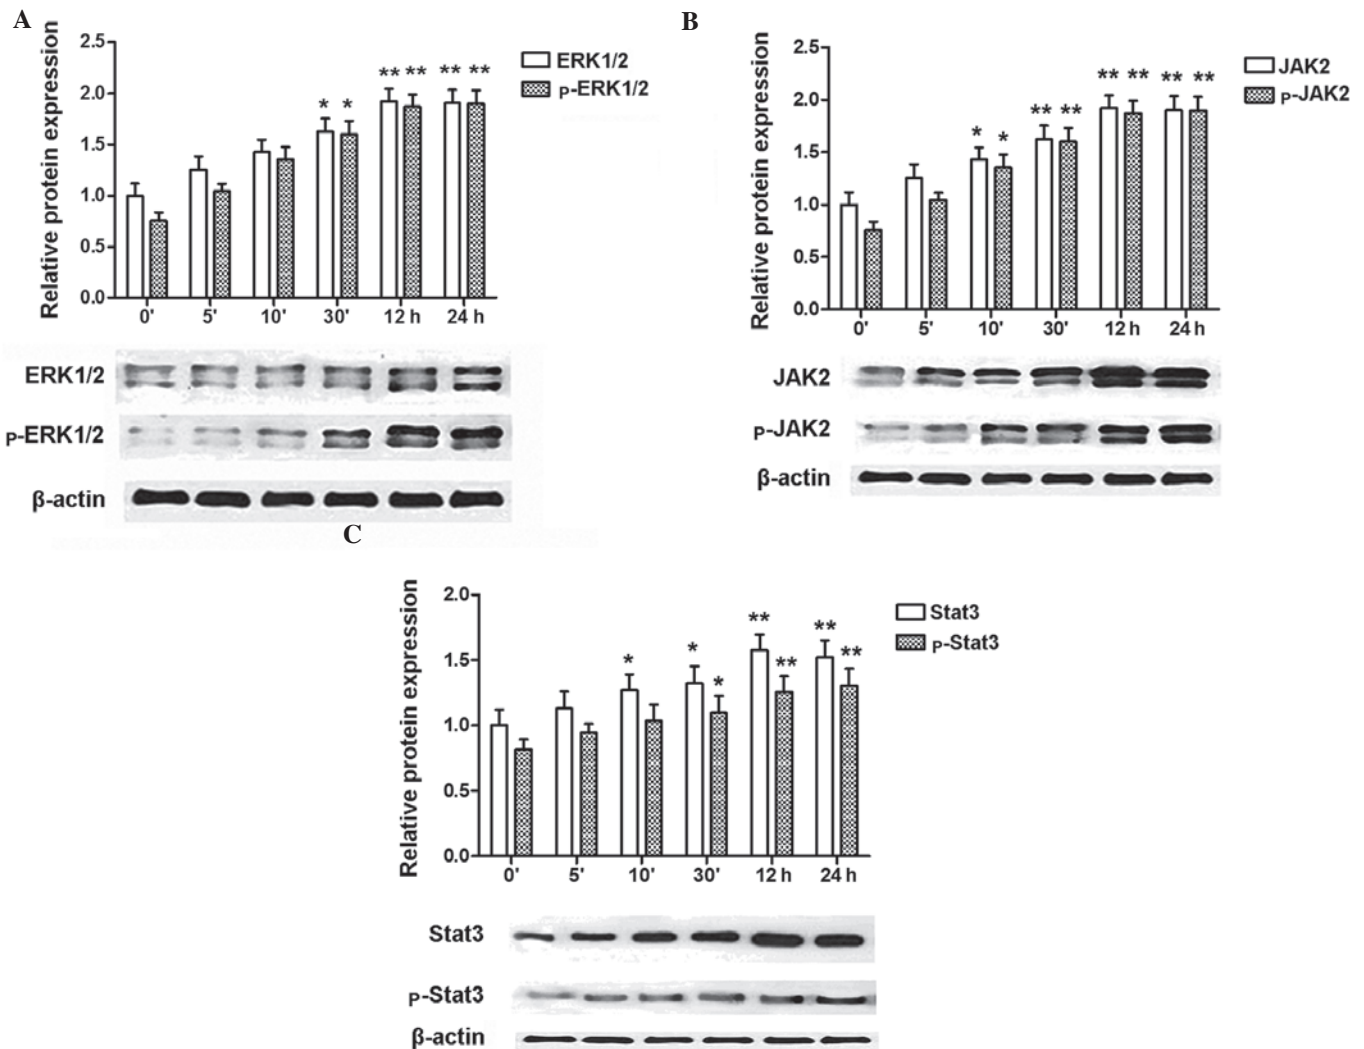 A
Relative protein expression
2.5
2.0
1.5
1.0
0.5
0.0
* * ** ** ** **
0' 5' 10' 30' 12 h 24 h
ERK1/2
P-ERK1/2
ERK1/2
P-ERK1/2
β-actin
B
Relative protein expression
2.5
2.0
1.5
1.0
0.5
0.0
* * ** ** ** ** ** **
0' 5' 10' 30' 12 h 24 h
JAK2
P-JAK2
JAK2
P-JAK2
β-actin
C
Relative protein expression
2.0
1.5
1.0
0.5
0.0
* * * ** ** ** **
0' 5' 10' 30' 12 h 24 h
Stat3
P-Stat3
Stat3
P-Stat3
β-actin